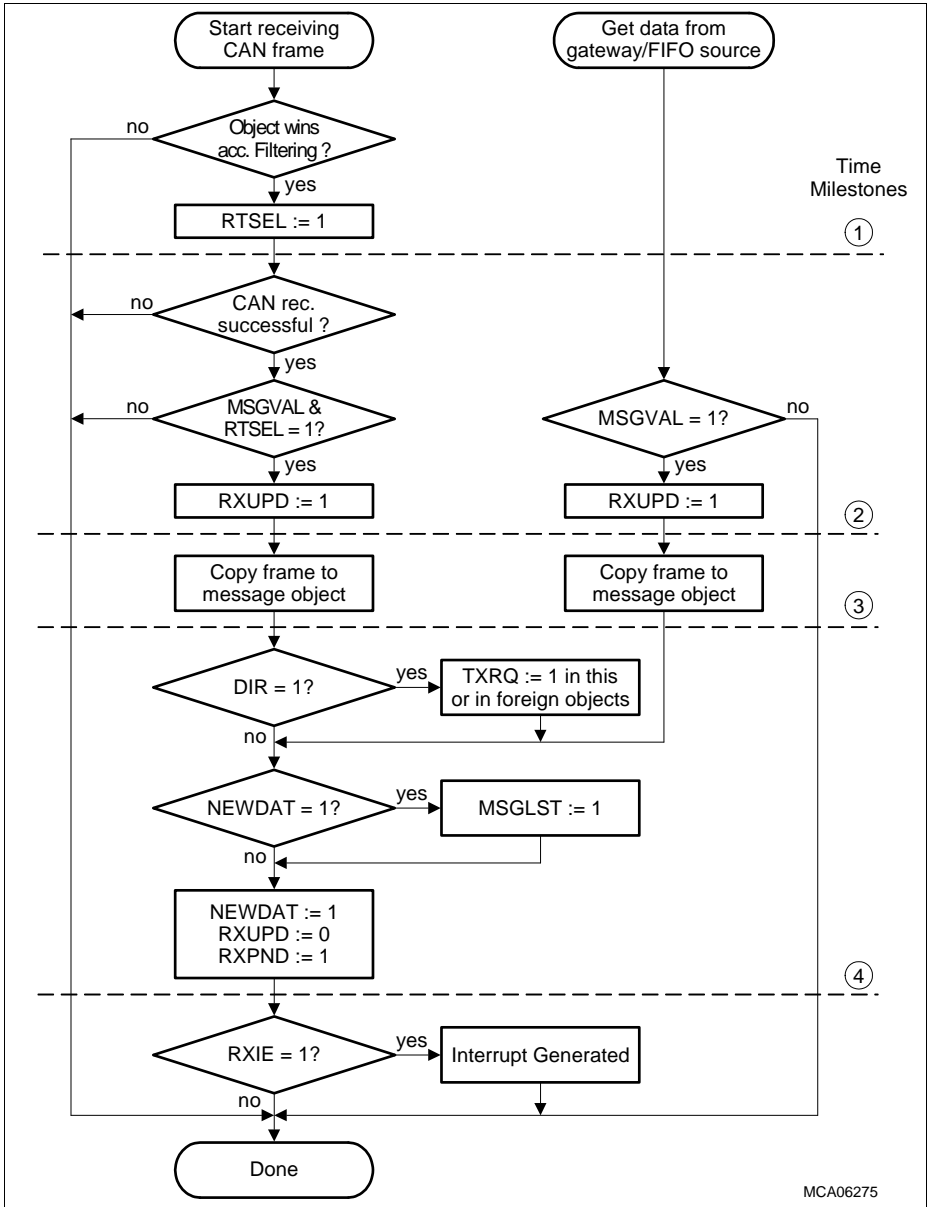 Start receiving
CAN frame
Get data from
gateway/FIFO source
no
Object wins
acc. Filtering ?
yes
Time
Milestones
RTSEL := 1
1
no
CAN rec.
successful ?
yes
no
MSGVAL &
RTSEL = 1?
yes
MSGVAL = 1?
no
yes
RXUPD := 1
RXUPD := 1
2
Copy frame to
message object
Copy frame to
message object
3
DIR = 1?
yes
TXRQ := 1 in this
or in foreign objects
no
NEWDAT = 1?
yes
MSGLST := 1
no
NEWDAT := 1
RXUPD := 0
RXPND := 1
4
RXIE = 1?
yes
Interrupt Generated
no
Done
MCA06275